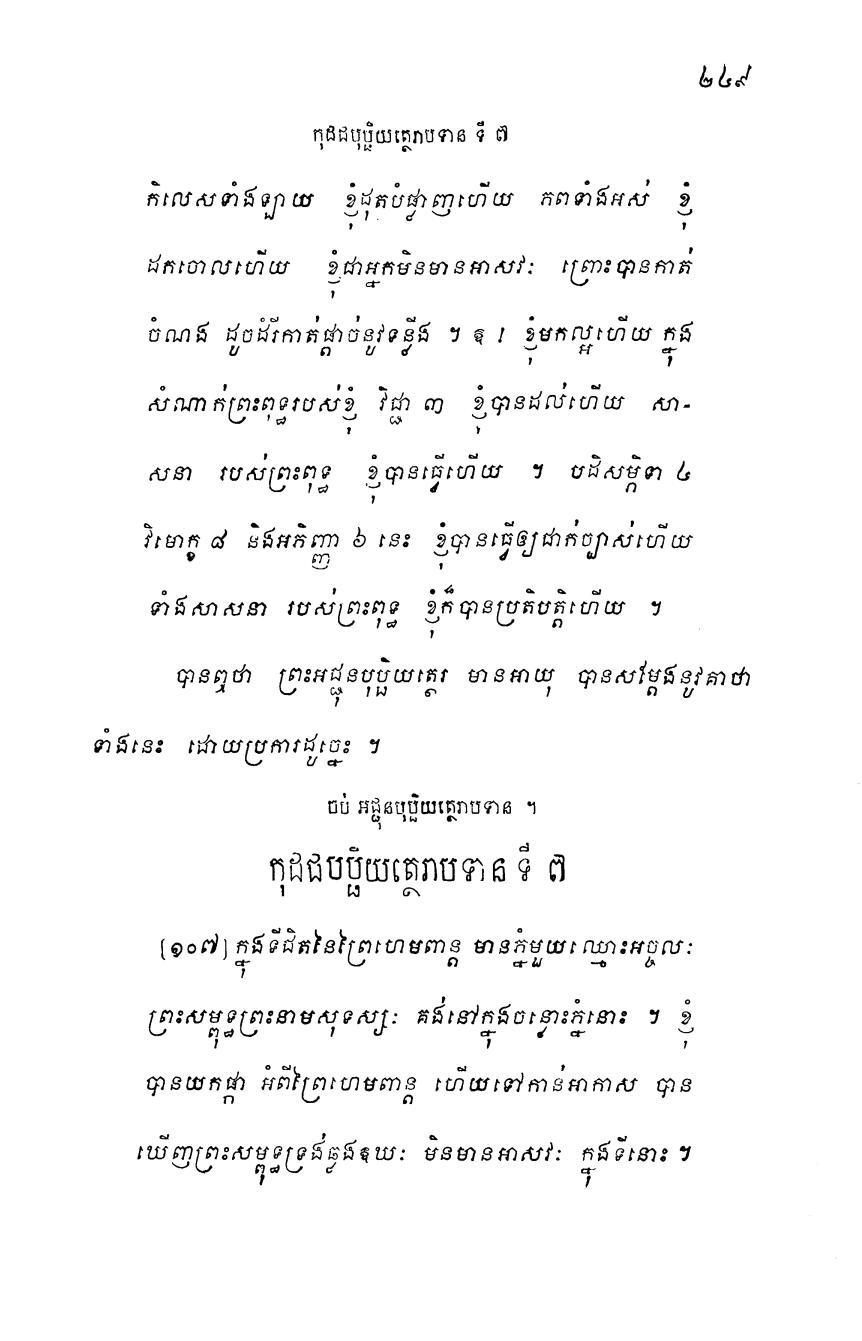 ២៤៩
កុដជបុប្ផិយត្ថេរាបទាន ទី ៧
កិលេសទាំងឡាយ ខ្ញុំដុតបំផ្លាញហើយ ភពទាំងអស់ ខ្ញុំ
ដកចោលហើយ ខ្ញុំជាអ្នកមិនមានអាសវៈ ព្រោះបានកាត់
ចំណង ដូចដំរីកាត់ផ្តាច់នូវទន្លីង ។ ឱ ! ខ្ញុំមកល្អហើយ ក្នុង
សំណាក់ព្រះពុទ្ធរបស់ខ្ញុំ វិជ្ជា ៣ ខ្ញុំបានដល់ហើយ សា-
សនា របស់ព្រះពុទ្ធ ខ្ញុំបានធ្វើហើយ ។ បដិសម្ភិទា ៤
វិមោក្ខ ៨ និងអភិញ្ញា ៦ នេះ ខ្ញុំបានធ្វើឲ្យជាក់ច្បាស់ហើយ
ទាំងសាសនា របស់ព្រះពុទ្ធ ខ្ញុំក៏បានប្រតិបត្តិហើយ ។
បានឮថា ព្រះអជ្ជុនបុប្ផិយត្ថេរ មានអាយុ បានសម្តែងនូវគាថា
ទាំងនេះ ដោយប្រការដូច្នេះ ។
ចប់ អជ្ជុនបុប្ផិយត្ថេរាបទាន ។
កុដជបុប្ផិយត្ថេរាបទាន ទី ៧
[១០៧] ក្នុងទីជិតនៃព្រៃហេមពាន្ត មានភ្នំមួយឈ្មោះអច្ចលៈ
ព្រះសម្ពុទ្ធព្រះនាមសុទស្សៈ គង់នៅក្នុងចន្លោះភ្នំនោះ ។ ខ្ញុំ
បានយកផ្កា អំពីព្រៃហេមពាន្ត ហើយទៅកាន់អាកាស បាន
ឃើញព្រះសម្ពុទ្ធទ្រង់ឆ្លងឱឃៈ មិនមានអាសវៈ ក្នុងទីនោះ ។